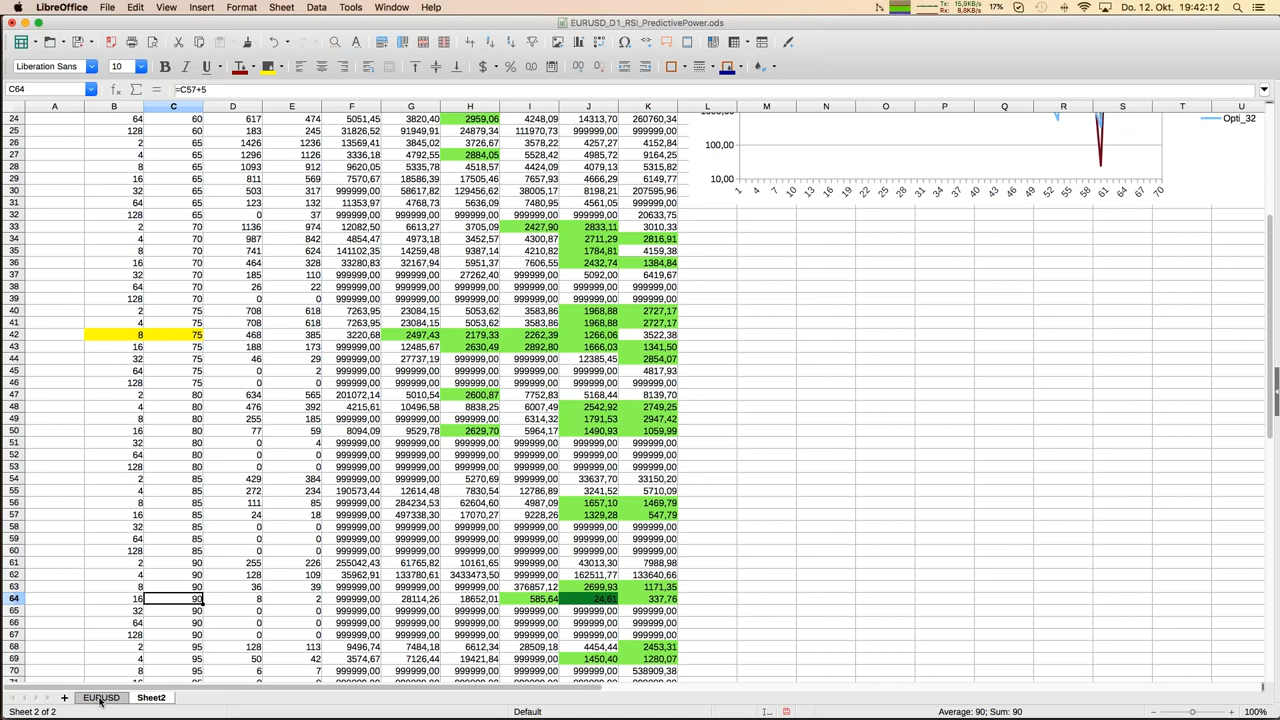 LibreOffice File Edit View Insert Format Sheet Data Tools Window Help Tx: 15,9KB/s Rx: 8,8KB/s 17% Do. 12. Okt. 19:42:12
EURUSD_D1_RSI_PredictivePower.ods
Liberation Sans 10
C64 =C57+5
A B C D E F G H I J K L M N O P Q R S T U
24 64 60 617 474 5051,45 3820,40 2959,06 4248,09 14313,70 260760,34
25 128 60 183 245 31826,52 91949,91 24879,34 111970,73 999999,00 999999,00
26 2 65 1426 1236 13569,41 3845,02 3726,67 3578,22 4257,27 4152,84
27 4 65 1296 1126 3336,18 4792,55 2884,05 5528,42 4985,72 9164,25
28 8 65 1093 912 9620,05 5335,78 4518,57 4424,09 4079,13 5315,82
29 16 65 811 569 7570,67 18586,39 17505,46 7657,93 4666,29 6149,77
30 32 65 503 317 999999,00 58617,82 129456,62 38005,17 8198,21 207595,96
31 64 65 123 132 11353,97 4768,73 5636,09 7480,95 4561,05 999999,00
32 128 65 0 37 999999,00 999999,00 999999,00 999999,00 999999,00 20633,75
33 2 70 1136 974 12082,50 6613,27 3705,09 2427,90 2833,11 3010,33
34 4 70 987 842 4854,47 4973,18 3452,57 4300,87 2711,29 2816,91
35 8 70 741 624 141102,35 14259,48 9387,14 4210,82 1784,81 4159,38
36 16 70 464 328 33280,83 32167,94 5951,37 7606,55 2432,74 1384,84
37 32 70 185 110 999999,00 999999,00 27262,40 999999,00 5092,00 6419,67
38 64 70 26 22 999999,00 999999,00 999999,00 999999,00 999999,00 999999,00
39 128 70 0 0 999999,00 999999,00 999999,00 999999,00 999999,00 999999,00
40 2 75 708 618 7263,95 23084,15 5053,62 3583,86 1968,88 2727,17
41 4 75 708 618 7263,95 23084,15 5053,62 3583,86 1968,88 2727,17
42 8 75 468 385 3220,68 2497,43 2179,33 2262,39 1266,06 3522,38
43 16 75 188 173 999999,00 12485,67 2630,49 2892,80 1666,03 1341,50
44 32 75 46 29 999999,00 27737,19 999999,00 999999,00 12385,45 2854,07
45 64 75 0 2 999999,00 999999,00 999999,00 999999,00 999999,00 4817,93
46 128 75 0 0 999999,00 999999,00 999999,00 999999,00 999999,00 999999,00
47 2 80 634 565 201072,14 5010,54 2600,87 7752,83 5168,44 8139,70
48 4 80 476 392 4215,61 10496,58 8838,25 6007,49 2542,92 2749,25
49 8 80 255 185 999999,00 999999,00 999999,00 6314,32 1791,53 2947,42
50 16 80 77 59 8094,09 9529,78 2629,70 5964,17 1490,93 1059,99
51 32 80 0 4 999999,00 999999,00 999999,00 999999,00 999999,00 999999,00
52 64 80 0 0 999999,00 999999,00 999999,00 999999,00 999999,00 999999,00
53 128 80 0 0 999999,00 999999,00 999999,00 999999,00 999999,00 999999,00
54 2 85 429 384 999999,00 999999,00 5270,69 999999,00 33637,70 33150,20
55 4 85 272 234 190573,44 12614,48 7830,54 12786,89 3241,52 5710,09
56 8 85 111 85 999999,00 284234,53 62604,60 4987,09 1657,10 1469,79
57 16 85 24 18 999999,00 497338,30 17070,27 9228,26 1329,28 547,79
58 32 85 0 0 999999,00 999999,00 999999,00 999999,00 999999,00 999999,00
59 64 85 0 0 999999,00 999999,00 999999,00 999999,00 999999,00 999999,00
60 128 85 0 0 999999,00 999999,00 999999,00 999999,00 999999,00 999999,00
61 2 90 255 226 255042,43 61765,82 10161,65 999999,00 43013,30 7988,98
62 4 90 128 109 35962,91 133780,61 3433473,50 999999,00 162511,77 133640,66
63 8 90 36 39 999999,00 999999,00 999999,00 376857,12 2699,93 1171,35
64 16 90 8 2 999999,00 28114,26 18652,01 585,64 24,61 337,76
65 32 90 0 0 999999,00 999999,00 999999,00 999999,00 999999,00 999999,00
66 64 90 0 0 999999,00 999999,00 999999,00 999999,00 999999,00 999999,00
67 128 90 0 0 999999,00 999999,00 999999,00 999999,00 999999,00 999999,00
68 2 95 128 113 9496,74 7484,18 6612,34 28509,18 4454,44 2453,31
69 4 95 50 42 3574,67 7126,44 19421,84 999999,00 1450,40 1280,07
70 8 95 6 7 999999,00 999999,00 999999,00 999999,00 999999,00 538909,38
100,00
10,00
1 4 7 10 13 16 19 22 25 28 31 34 37 40 43 46 49 52 55 58 61 64 67 70
Opti_32
EURUSD Sheet2
Sheet 2 of 2 Default Average: 90; Sum: 90 100%